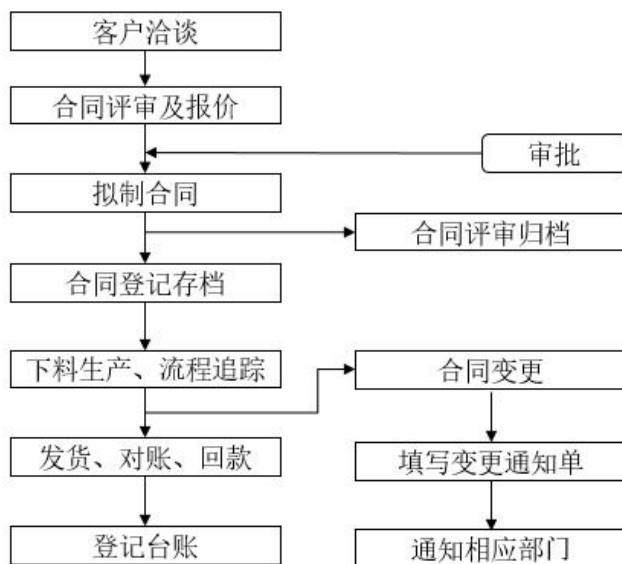 客户洽谈
合同评审及报价
审批
拟制合同
合同评审归档
合同登记存档
下料生产、流程追踪
合同变更
发货、对账、回款
填写变更通知单
登记台账
通知相应部门